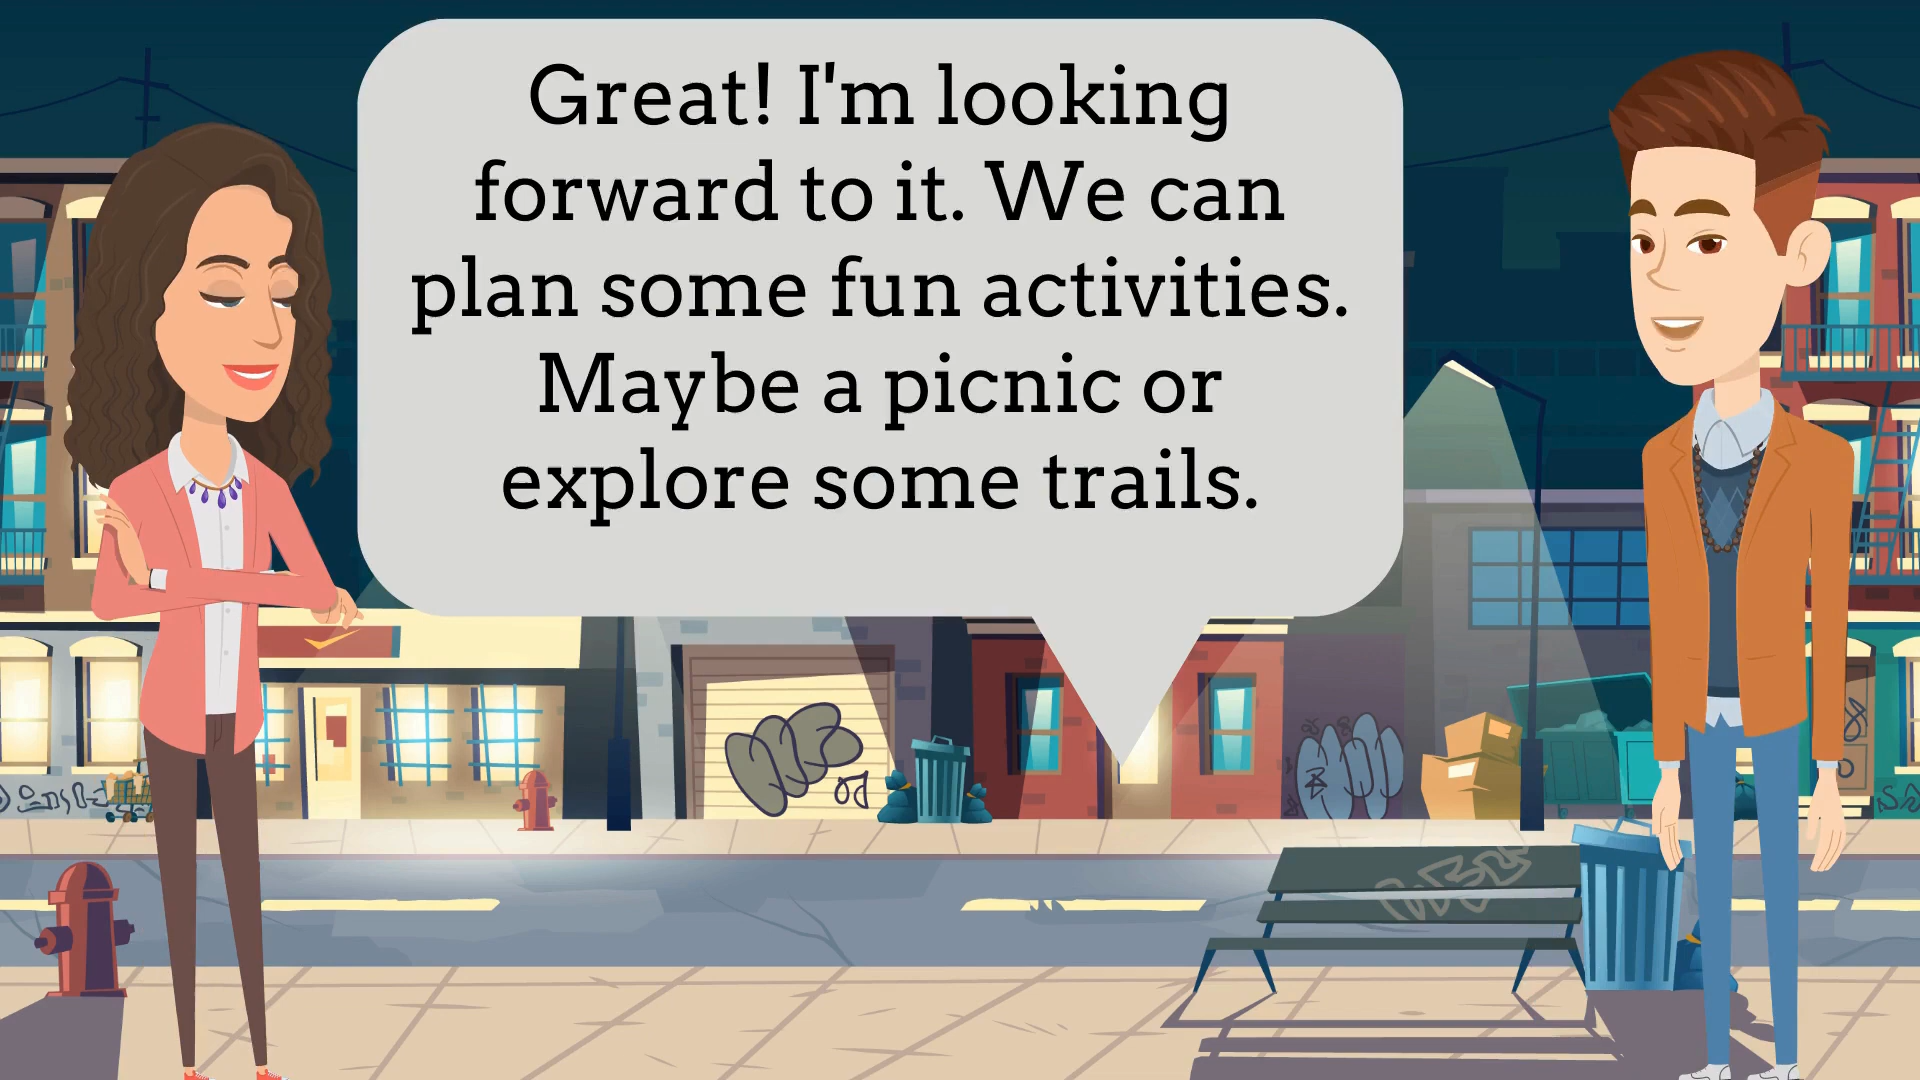 Great! I'm looking
forward to it. We can
plan some fun activities.
Maybe a picnic or
explore some trails.